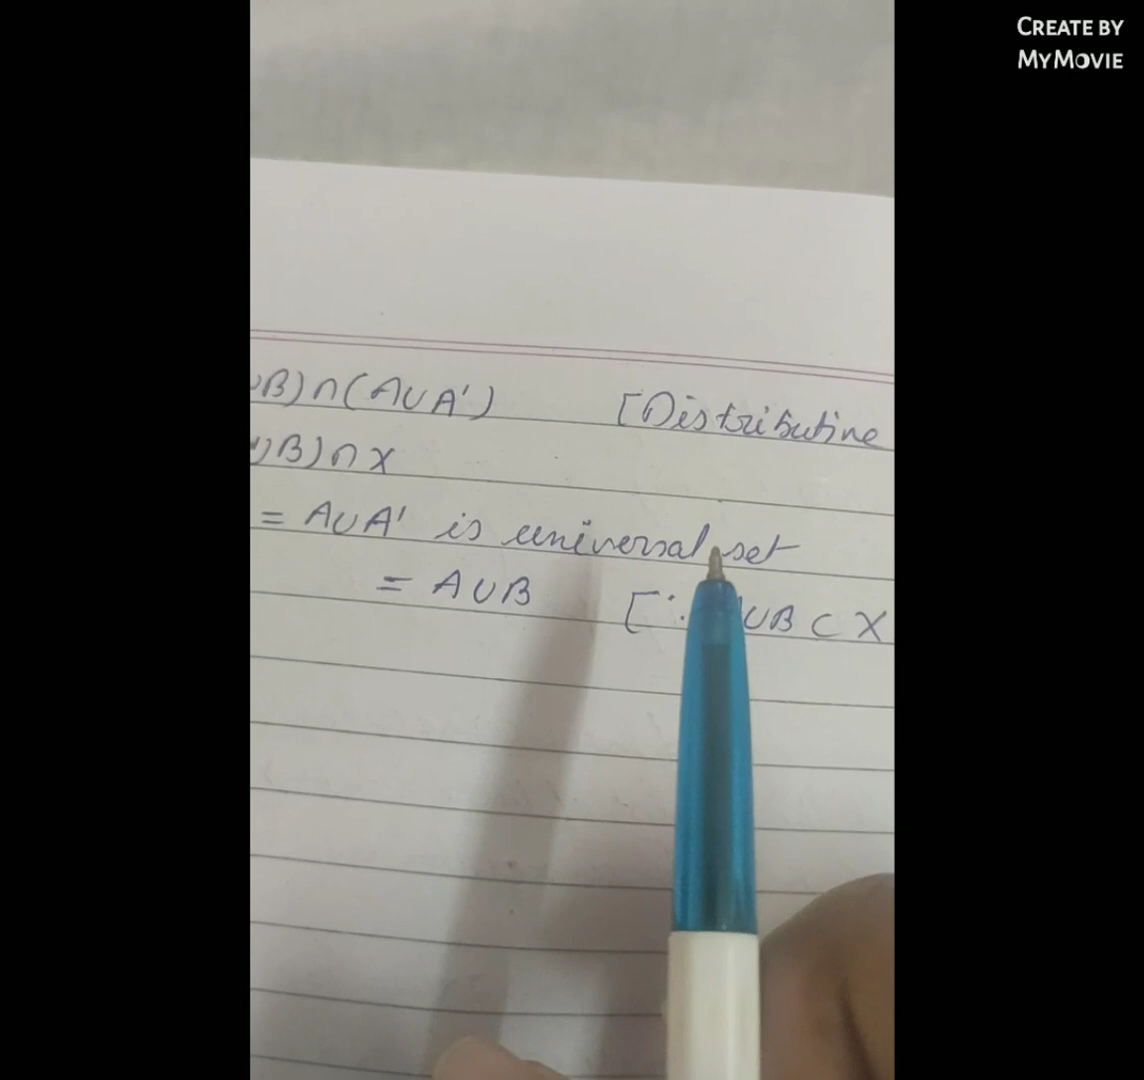 CREATE BY
MYMOVIE
B)∩(A∪A') [Distributive
B)∩X
= A∪A' is universal set
= A∪B [∵ ∪B ⊂ X